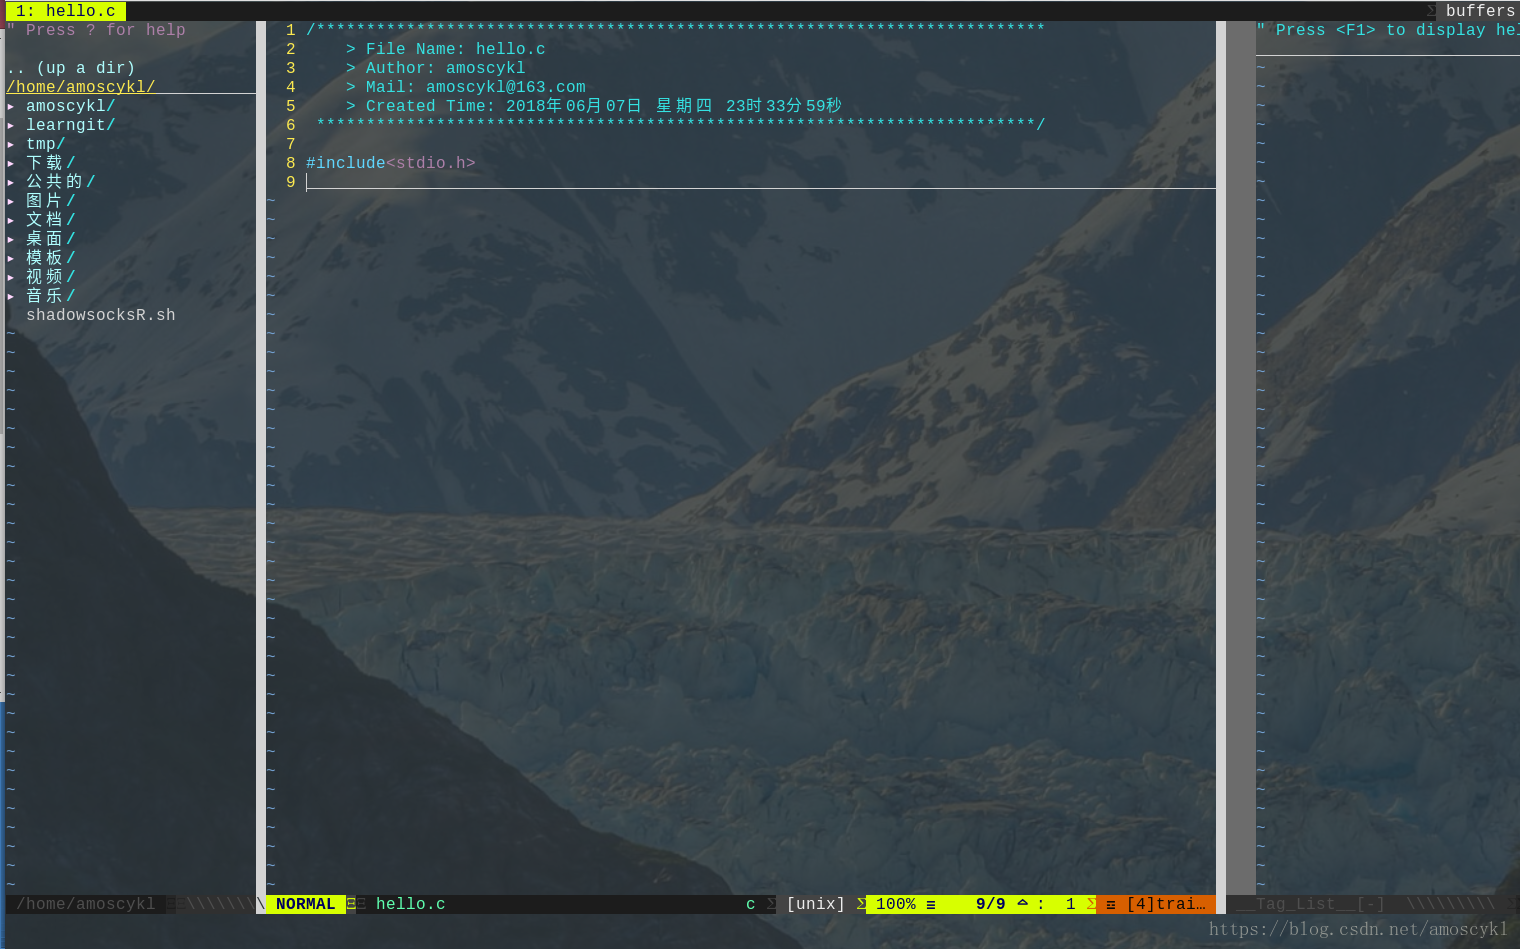 1: hello.c
buffers
" Press ? for help
.. (up a dir)
/home/amoscykl/
▸ amoscykl/
▸ learngit/
▸ tmp/
▸ 下载/
▸ 公共的/
▸ 图片/
▸ 文档/
▸ 桌面/
▸ 模板/
▸ 视频/
▸ 音乐/
shadowsocksR.sh
/home/amoscykl \\\\\\\\
1 /*************************************************************************
2 > File Name: hello.c
3 > Author: amoscykl
4 > Mail: amoscykl@163.com
5 > Created Time: 2018年06月07日 星期四 23时33分59秒
6 ************************************************************************/
7
8 #include<stdio.h>
9
NORMAL hello.c c [unix] 100% ≡ 9/9 : 1 [4]trai…
" Press <F1> to display hel
__Tag_List__[-] \\\\\\\\\
https://blog.csdn.net/amoscykl